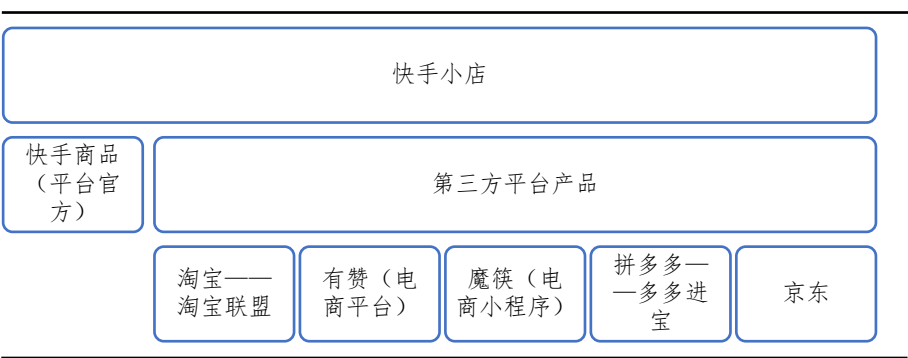 快手小店
快手商品
（平台官
方）
第三方平台产品
淘宝——
淘宝联盟
有赞（电
商平台）
魔筷（电
商小程序）
拼多多—
—多多进
宝
京东